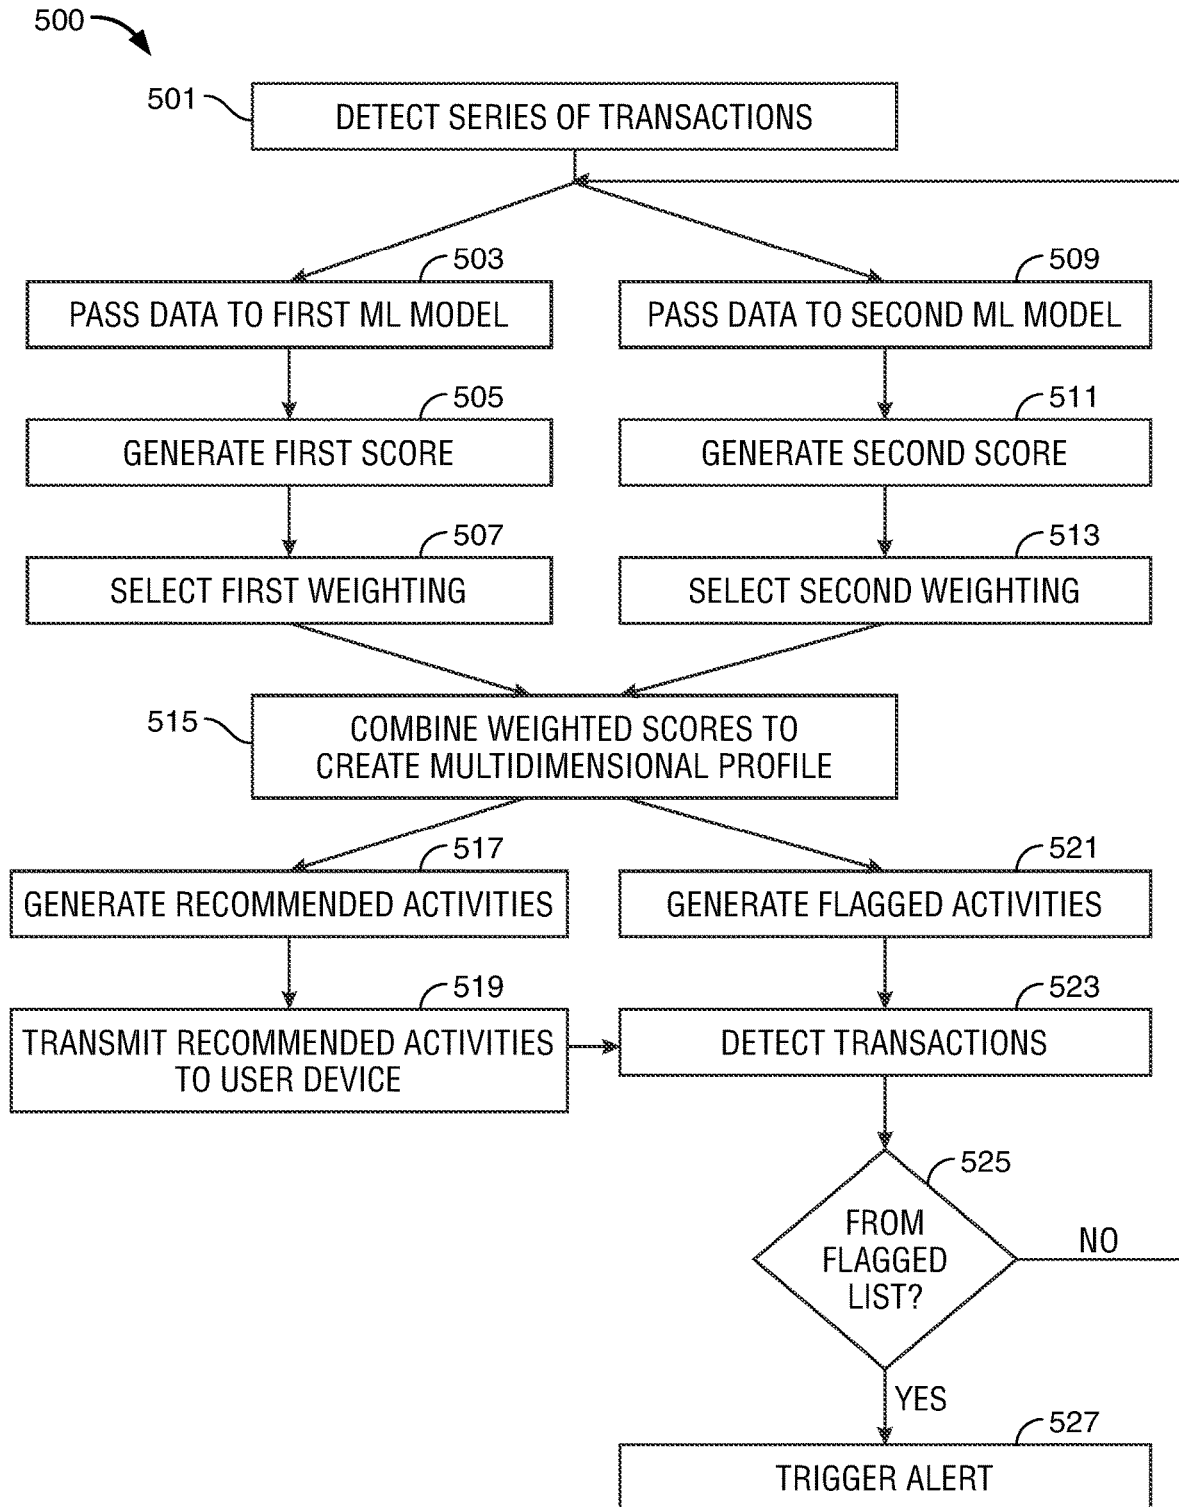 500
501
DETECT SERIES OF TRANSACTIONS
503
PASS DATA TO FIRST ML MODEL
509
PASS DATA TO SECOND ML MODEL
505
GENERATE FIRST SCORE
511
GENERATE SECOND SCORE
507
SELECT FIRST WEIGHTING
513
SELECT SECOND WEIGHTING
515
COMBINE WEIGHTED SCORES TO
CREATE MULTIDIMENSIONAL PROFILE
517
GENERATE RECOMMENDED ACTIVITIES
521
GENERATE FLAGGED ACTIVITIES
519
TRANSMIT RECOMMENDED ACTIVITIES
TO USER DEVICE
523
DETECT TRANSACTIONS
525
FROM
FLAGGED
LIST?
NO
YES
527
TRIGGER ALERT